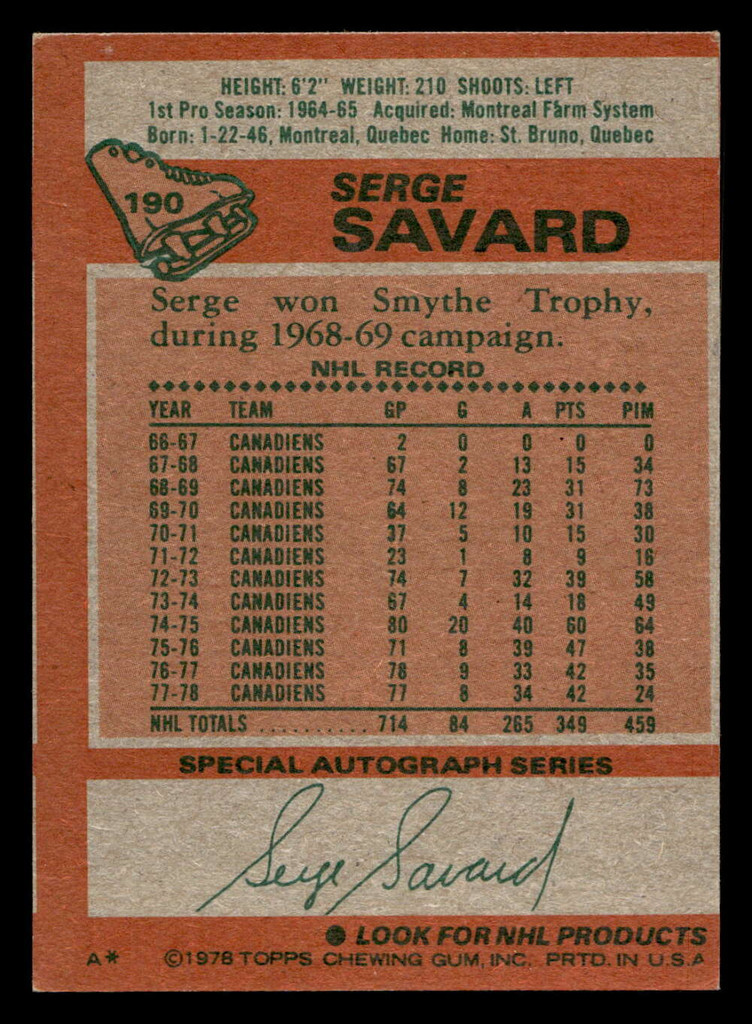 HEIGHT: 6'2" WEIGHT: 210 SHOOTS: LEFT
1st Pro Season: 1964-65 Acquired: Montreal Farm System
Born: 1-22-46, Montreal, Quebec Home: St. Bruno, Quebec
190
SERGE
SAVARD
Serge won Smythe Trophy,
during 1968-69 campaign.
NHL RECORD
YEAR TEAM GP G A PTS PIM
66-67 CANADIENS 2 0 0 0 0
67-68 CANADIENS 67 2 13 15 34
68-69 CANADIENS 74 8 23 31 73
69-70 CANADIENS 64 12 19 31 38
70-71 CANADIENS 37 5 10 15 30
71-72 CANADIENS 23 1 8 9 16
72-73 CANADIENS 74 7 32 39 58
73-74 CANADIENS 67 4 14 18 49
74-75 CANADIENS 80 20 40 60 64
75-76 CANADIENS 71 8 39 47 38
76-77 CANADIENS 78 9 33 42 35
77-78 CANADIENS 77 8 34 42 24
NHL TOTALS .......... 714 84 265 349 459
SPECIAL AUTOGRAPH SERIES
Serge Savard
● LOOK FOR NHL PRODUCTS
A* ©1978 TOPPS CHEWING GUM, INC. PRTD. IN U.S.A